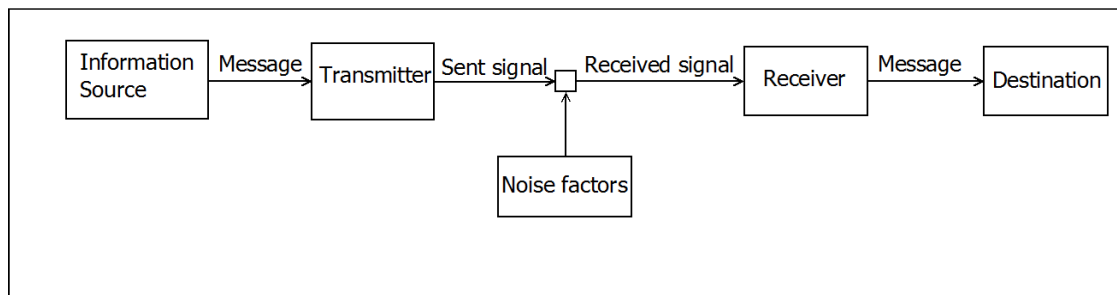 Information
Source
Message
Transmitter
Sent signal
Received signal
Receiver
Message
Destination
Noise factors